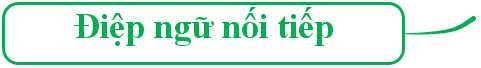 Điệp ngữ nối tiếp